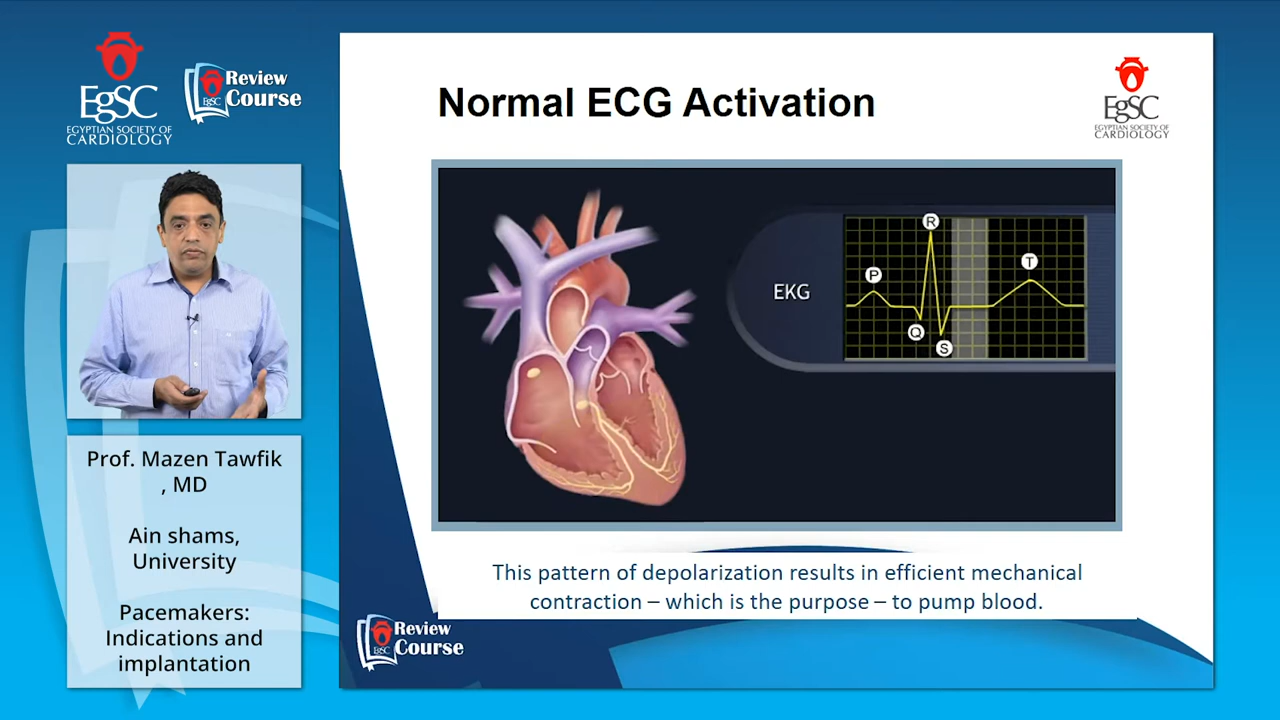 EgSC
EGYPTIAN SOCIETY OF
CARDIOLOGY
EgSC
Review
Course
Prof. Mazen Tawfik
, MD
Ain shams,
University
Pacemakers:
Indications and
implantation
Normal ECG Activation
EgSC
EGYPTIAN SOCIETY OF
CARDIOLOGY
EKG
P
Q
R
S
T
This pattern of depolarization results in efficient mechanical
contraction – which is the purpose – to pump blood.
EgSC
Review
Course